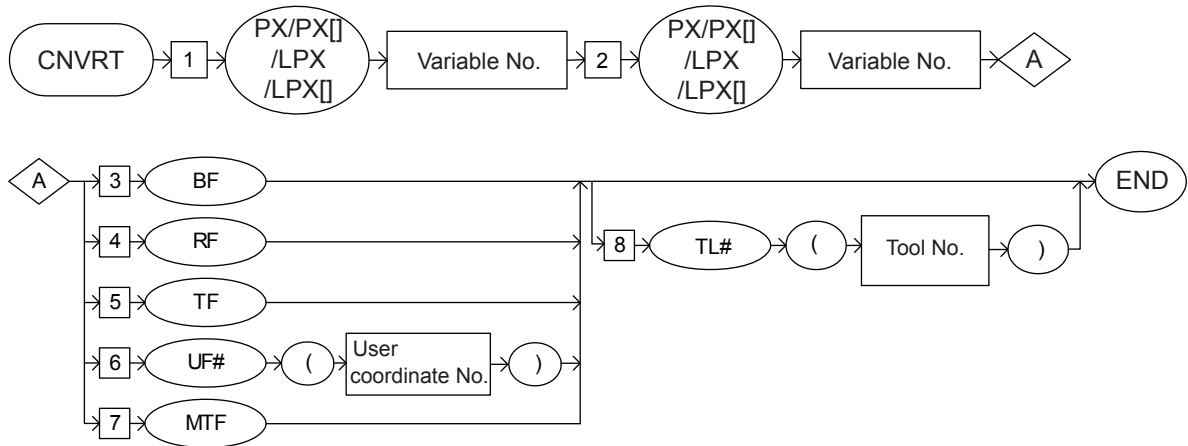 CNVRT 1 PX/PX[] /LPX /LPX[] Variable No. 2 PX/PX[] /LPX /LPX[] Variable No. A
A 3 BF END
4 RF 8 TL# ( Tool No. )
5 TF
6 UF# ( User coordinate No. )
7 MTF